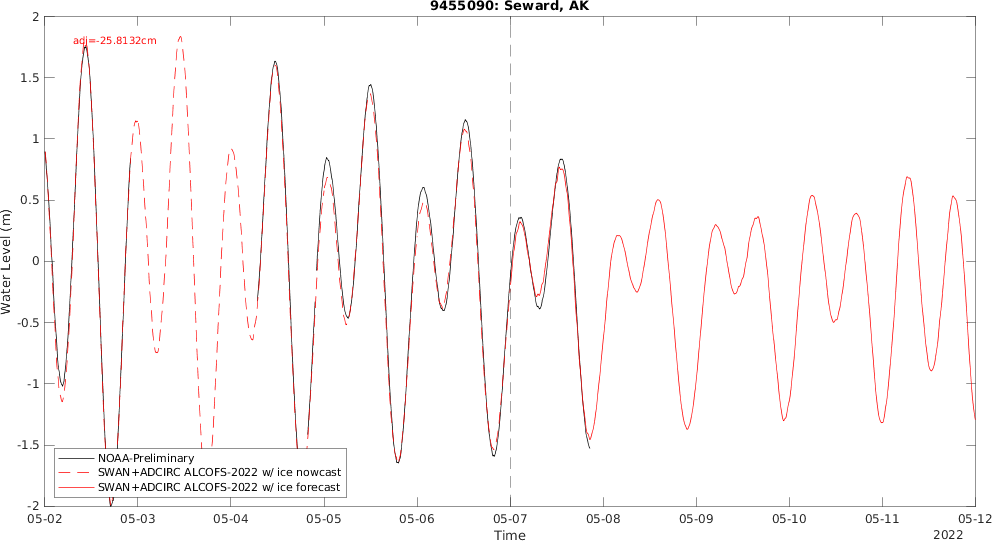 9455090: Seward, AK
adj=-25.8132cm
2
1.5
1
0.5
0
-0.5
-1
-1.5
-2
Water Level (m)
NOAA-Preliminary
SWAN+ADCIRC ALCOFS-2022 w/ ice nowcast
SWAN+ADCIRC ALCOFS-2022 w/ ice forecast
05-02 05-03 05-04 05-05 05-06 05-07 05-08 05-09 05-10 05-11 05-12
Time
2022